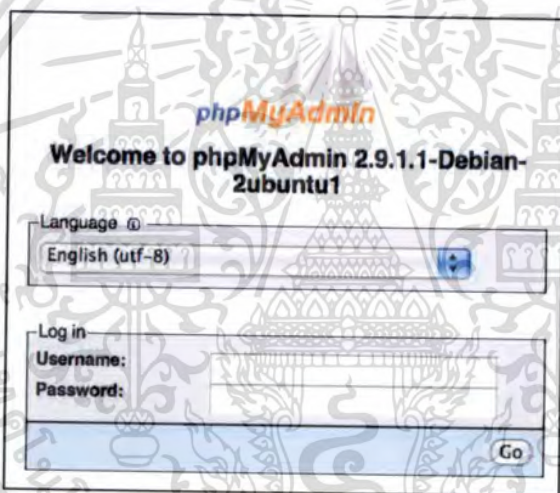 phpMyAdmin
Welcome to phpMyAdmin 2.9.1.1-Debian-
2ubuntu1
Language
English (utf-8)
Log in
Username:
Password:
Go